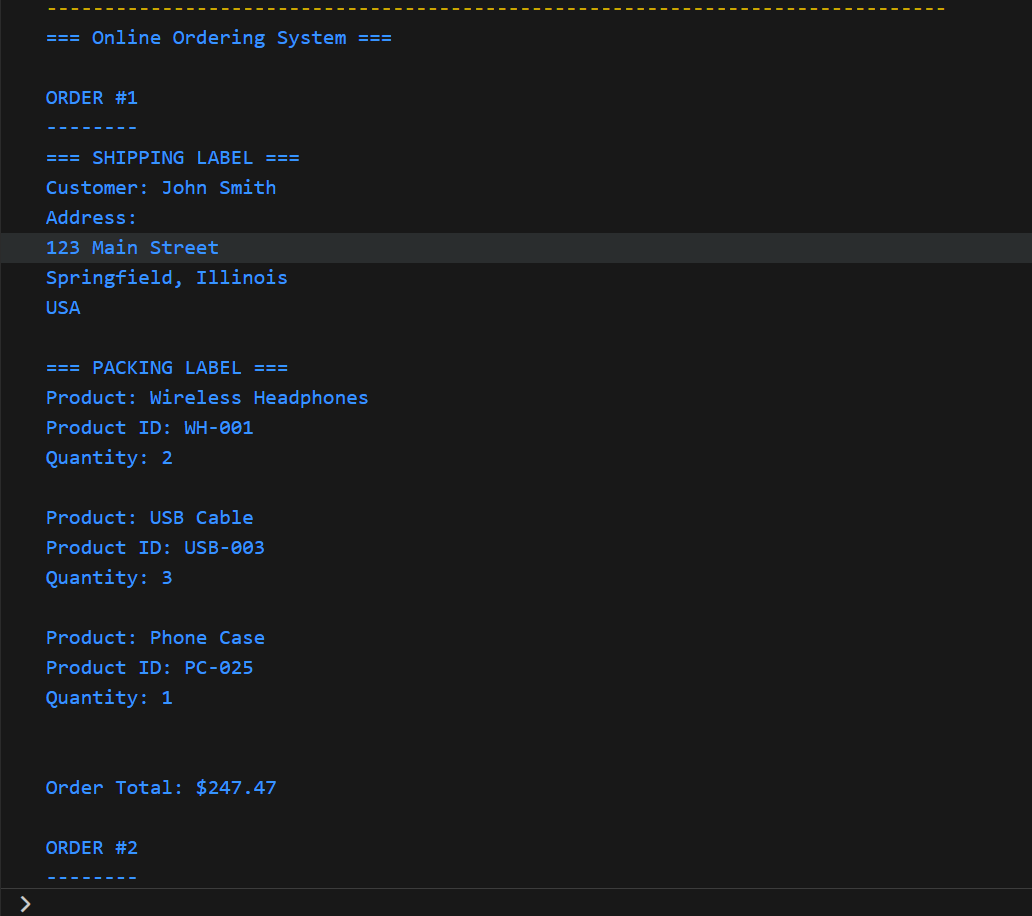 ------------------------------------------------------------------------------
=== Online Ordering System ===
ORDER #1
--------
=== SHIPPING LABEL ===
Customer: John Smith
Address:
123 Main Street
Springfield, Illinois
USA
=== PACKING LABEL ===
Product: Wireless Headphones
Product ID: WH-001
Quantity: 2
Product: USB Cable
Product ID: USB-003
Quantity: 3
Product: Phone Case
Product ID: PC-025
Quantity: 1
Order Total: $247.47
ORDER #2
--------